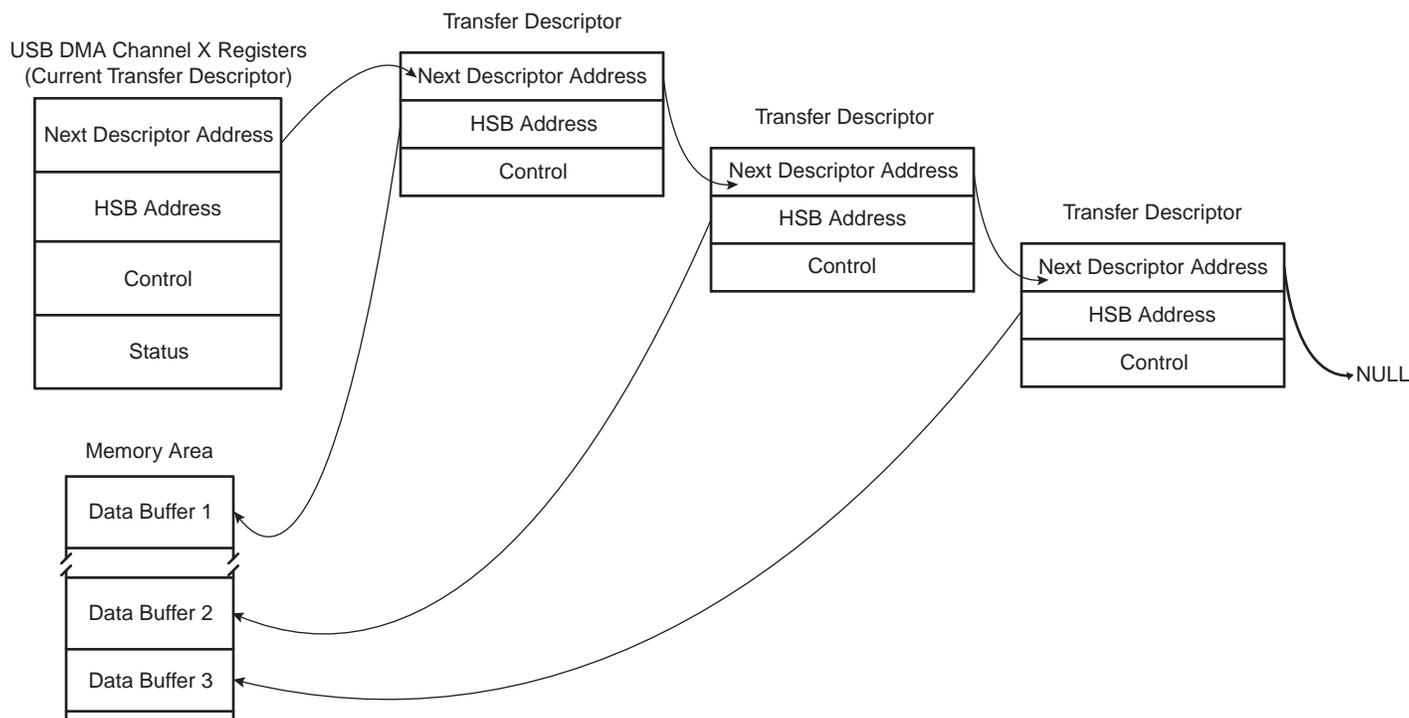 USB DMA Channel X Registers
(Current Transfer Descriptor)
Next Descriptor Address
HSB Address
Control
Status
Transfer Descriptor
Next Descriptor Address
HSB Address
Control
Transfer Descriptor
Next Descriptor Address
HSB Address
Control
Transfer Descriptor
Next Descriptor Address
HSB Address
Control
NULL
Memory Area
Data Buffer 1
Data Buffer 2
Data Buffer 3